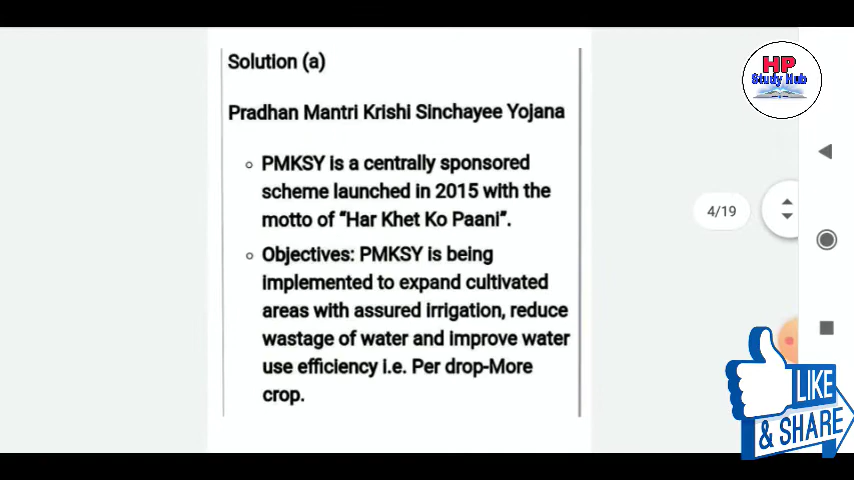 Solution (a)
Pradhan Mantri Krishi Sinchayee Yojana
PMKSY is a centrally sponsored
scheme launched in 2015 with the
motto of “Har Khet Ko Paani”.
Objectives: PMKSY is being
implemented to expand cultivated
areas with assured irrigation, reduce
wastage of water and improve water
use efficiency i.e. Per drop-More
crop.
HP
Study Hub
4/19
LIKE
& SHARE